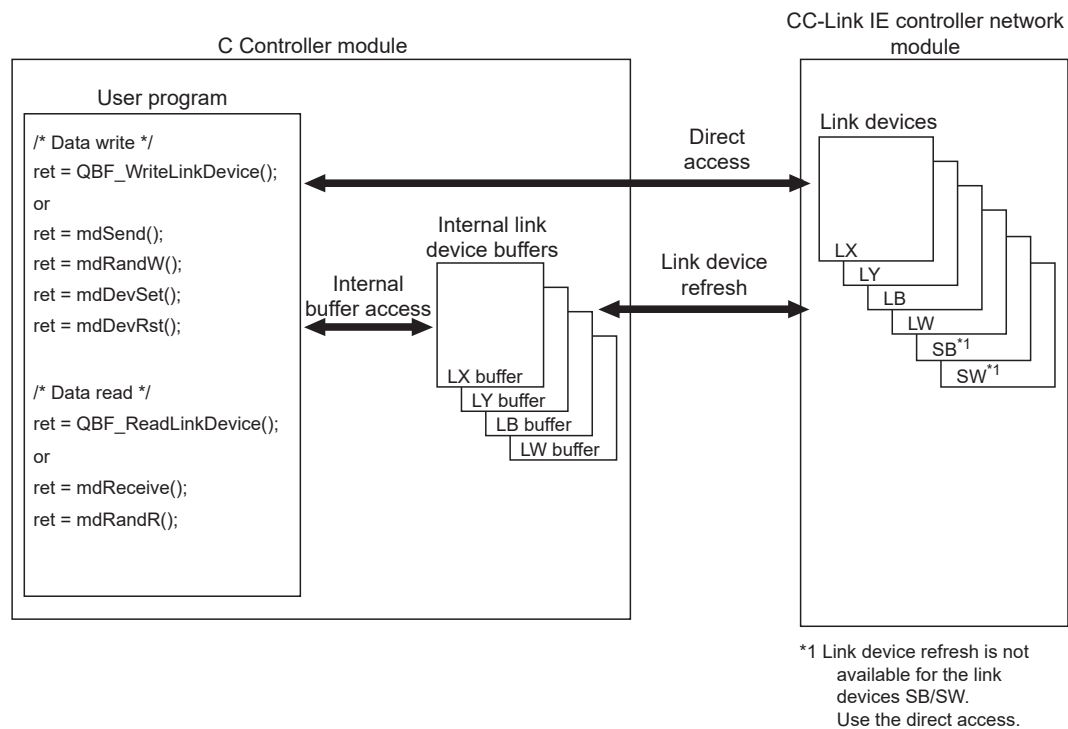 CC-Link IE controller network
module
C Controller module
User program
/* Data write */
ret = QBF_WriteLinkDevice();
or
ret = mdSend();
ret = mdRandW();
ret = mdDevSet();
ret = mdDevRst();
/* Data read */
ret = QBF_ReadLinkDevice();
or
ret = mdReceive();
ret = mdRandR();
Direct
access
Internal link
device buffers
Internal
buffer access
LX buffer
LY buffer
LB buffer
LW buffer
Link device
refresh
Link devices
LX
LY
LB
LW
SB*1
SW*1
*1 Link device refresh is not
available for the link
devices SB/SW.
Use the direct access.